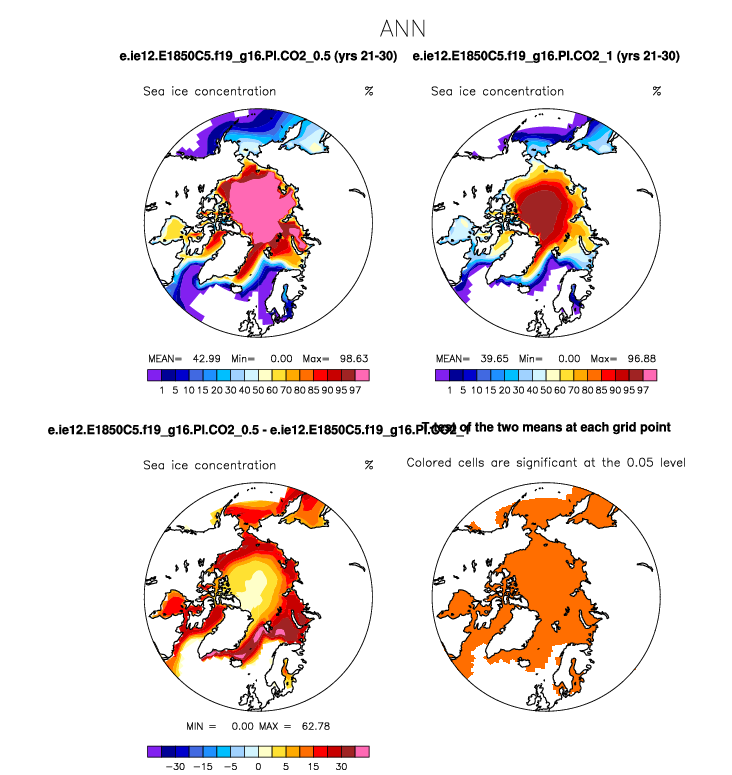 ANN
e.ie12.E1850C5.f19_g16.PI.CO2_0.5 (yrs 21-30)
e.ie12.E1850C5.f19_g16.PI.CO2_1 (yrs 21-30)
Sea ice concentration %
Sea ice concentration %
MEAN= 42.99 Min= 0.00 Max= 98.63
MEAN= 39.65 Min= 0.00 Max= 96.88
1 5 10 15 20 30 40 50 60 70 80 85 90 95 97
1 5 10 15 20 30 40 50 60 70 80 85 90 95 97
e.ie12.E1850C5.f19_g16.PI.CO2_0.5 - e.ie12.E1850C5.f19_g16.PI.CO2_1
T-test of the two means at each grid point
Sea ice concentration %
Colored cells are significant at the 0.05 level
MIN = 0.00 MAX = 62.78
-30 -15 -5 0 5 15 30